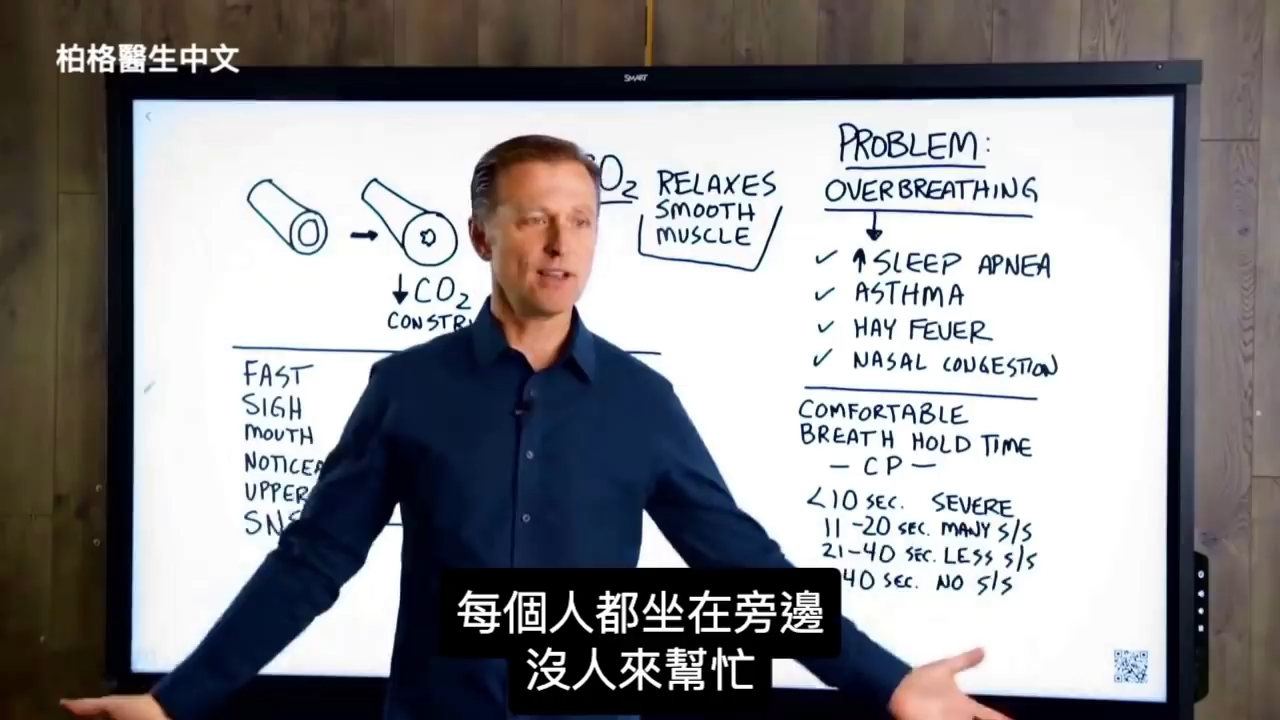 柏格醫生中文
SMART
RELAXES
SMOOTH
MUSCLE
↓CO₂
PROBLEM:
OVERBREATHING
↑SLEEP APNEA
ASTHMA
HAY FEVER
NASAL CONGESTION
FAST
SIGH
MOUTH
COMFORTABLE
BREATH HOLD TIME
— CP —
<10 SEC. SEVERE
11-20 SEC. MANY S/S
21-40 SEC. LESS S/S
40 SEC. NO S/S
每個人都坐在旁邊
沒人來幫忙